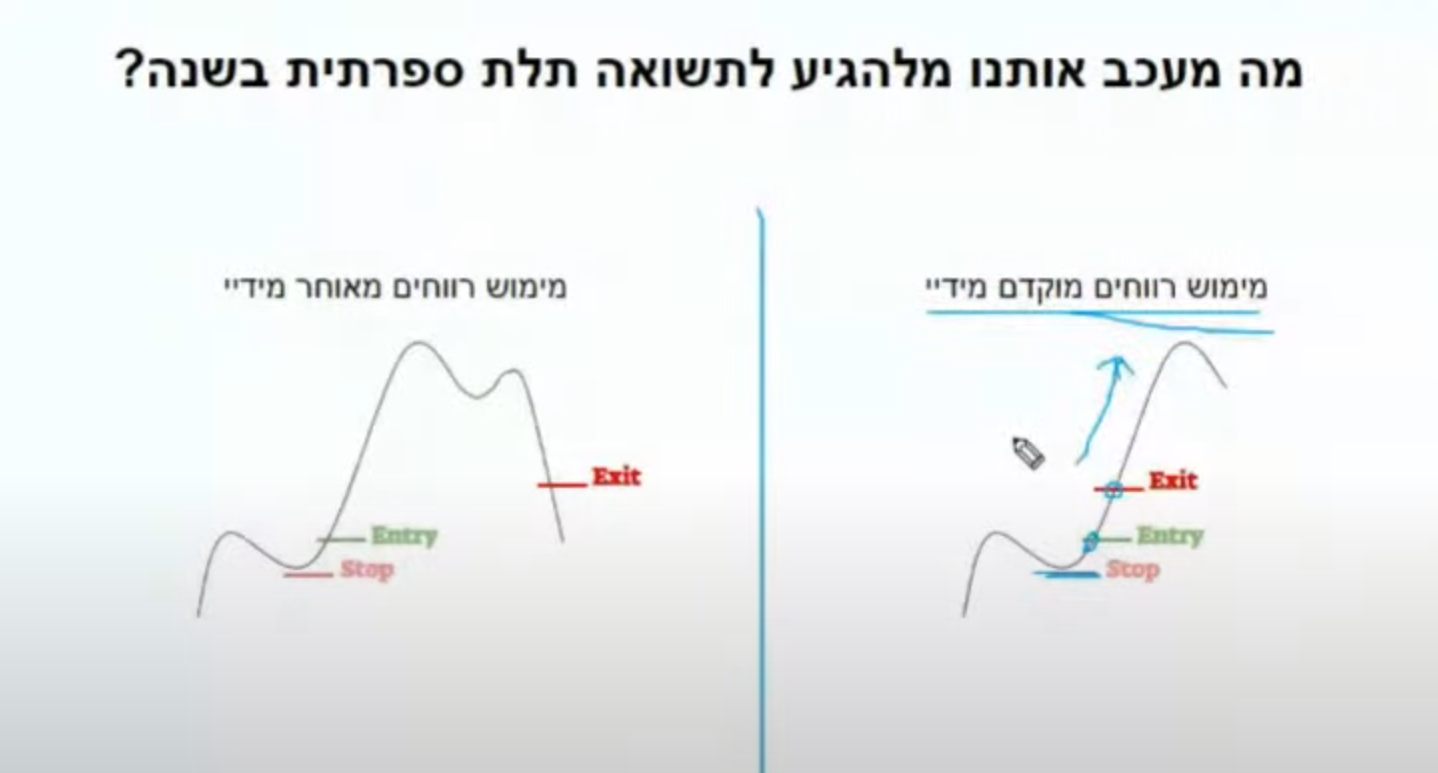 מה מעכב אותנו מלהגיע לתשואה תלת ספרתית בשנה?
מימוש רווחים מוקדם מידיי
Exit
Entry
Stop
מימוש רווחים מאוחר מידיי
Exit
Entry
Stop